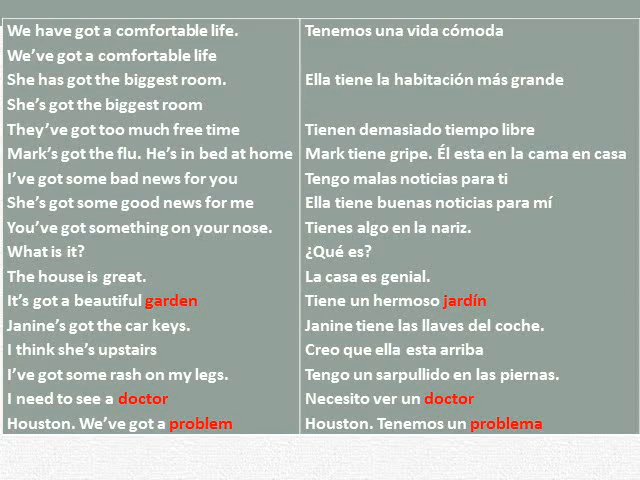 We have got a comfortable life. Tenemos una vida cómoda
We've got a comfortable life
She has got the biggest room. Ella tiene la habitación más grande
She's got the biggest room
They've got too much free time Tienen demasiado tiempo libre
Mark's got the flu. He's in bed at home Mark tiene gripe. Él esta en la cama en casa
I've got some bad news for you Tengo malas noticias para ti
She's got some good news for me Ella tiene buenas noticias para mí
You've got something on your nose. Tienes algo en la nariz.
What is it? ¿Qué es?
The house is great. La casa es genial.
It's got a beautiful garden Tiene un hermoso jardín
Janine's got the car keys. Janine tiene las llaves del coche.
I think she's upstairs Creo que ella esta arriba
I've got some rash on my legs. Tengo un sarpullido en las piernas.
I need to see a doctor Necesito ver un doctor
Houston. We've got a problem Houston. Tenemos un problema